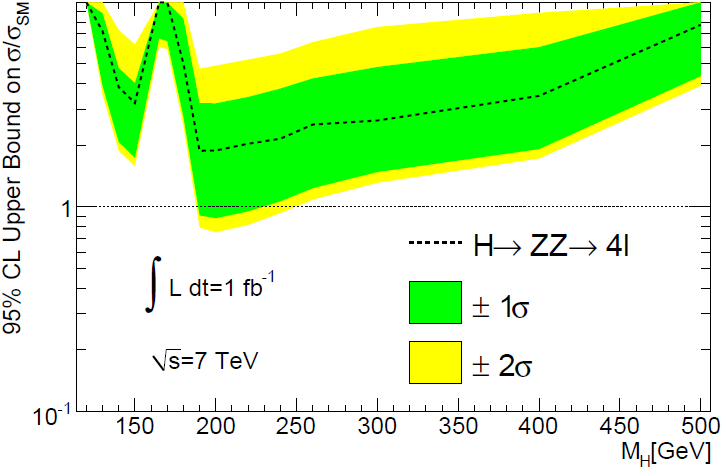 95% CL Upper Bound on σ/σSM
1
10-1
∫ L dt=1 fb-1
√s=7 TeV
H→ ZZ→ 4l
± 1σ
± 2σ
150 200 250 300 350 400 450 500
MH[GeV]